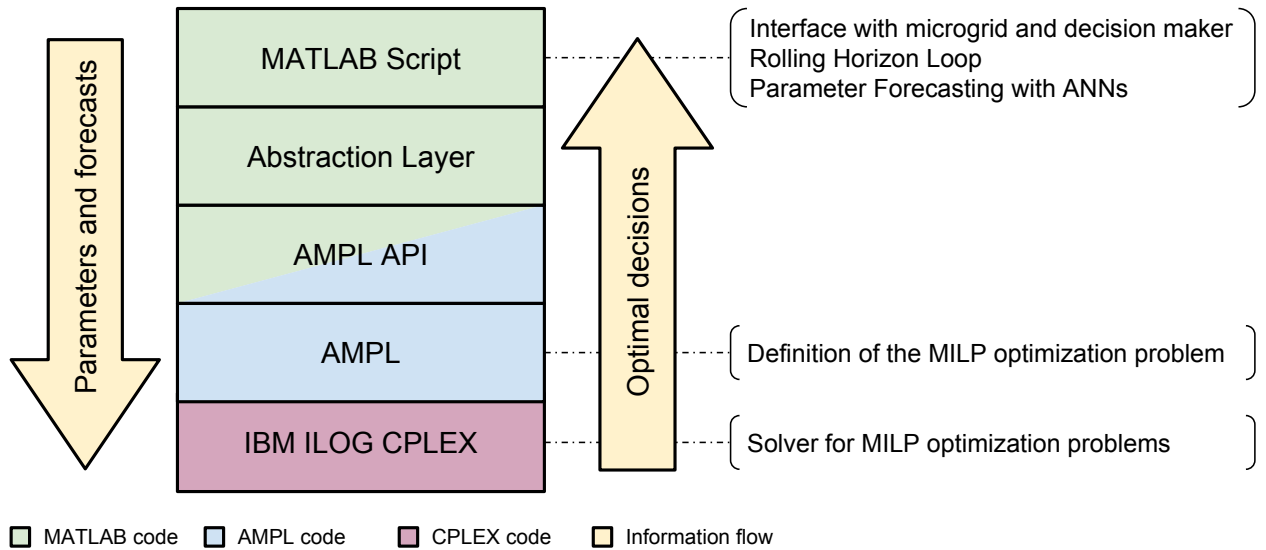 Parameters and forecasts
MATLAB Script
Abstraction Layer
AMPL API
AMPL
IBM ILOG CPLEX
Optimal decisions
Interface with microgrid and decision maker
Rolling Horizon Loop
Parameter Forecasting with ANNs
Definition of the MILP optimization problem
Solver for MILP optimization problems
MATLAB code
AMPL code
CPLEX code
Information flow